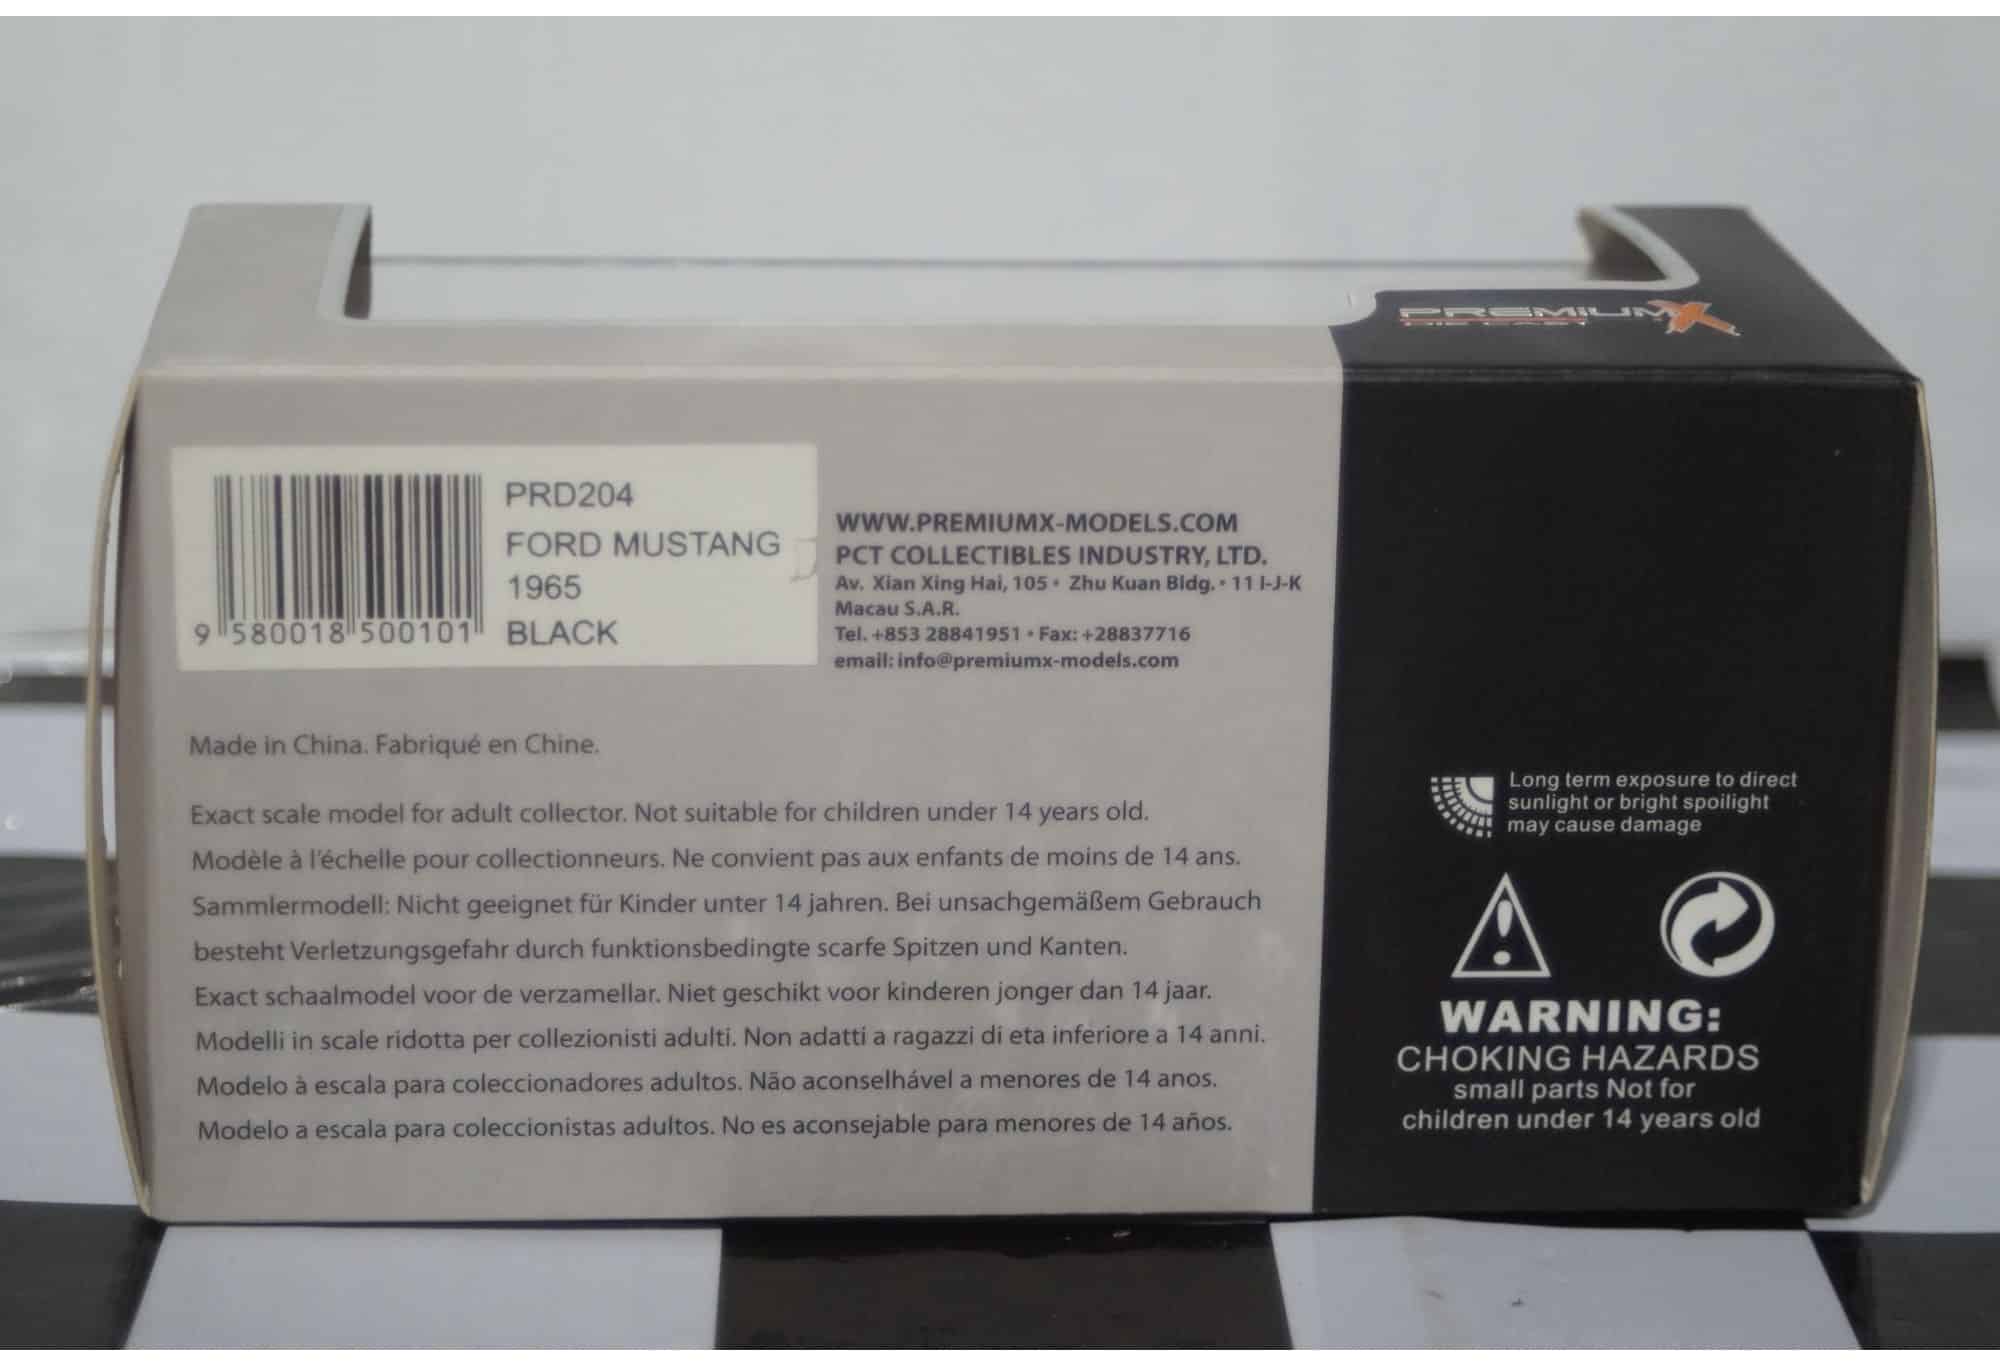 PREMIUM X
DIE CAST
PRD204
FORD MUSTANG
1965
BLACK
9 580018 500101
WWW.PREMIUMX-MODELS.COM
PCT COLLECTIBLES INDUSTRY, LTD.
Av. Xian Xing Hai, 105 • Zhu Kuan Bldg. • 11 I-J-K
Macau S.A.R.
Tel. +853 28841951 • Fax: +28837716
email: info@premiumx-models.com
Made in China. Fabriqué en Chine.
Exact scale model for adult collector. Not suitable for children under 14 years old.
Modèle à l'échelle pour collectionneurs. Ne convient pas aux enfants de moins de 14 ans.
Sammlermodell: Nicht geeignet für Kinder unter 14 jahren. Bei unsachgemäßem Gebrauch
besteht Verletzungsgefahr durch funktionsbedingte scarfe Spitzen und Kanten.
Exact schaalmodel voor de verzamellar. Niet geschikt voor kinderen jonger dan 14 jaar.
Modelli in scale ridotta per collezionisti adulti. Non adatti a ragazzi di eta inferiore a 14 anni.
Modelo à escala para coleccionadores adultos. Não aconselhável a menores de 14 anos.
Modelo a escala para coleccionistas adultos. No es aconsejable para menores de 14 años.
Long term exposure to direct
sunlight or bright spoilight
may cause damage
WARNING:
CHOKING HAZARDS
small parts Not for
children under 14 years old